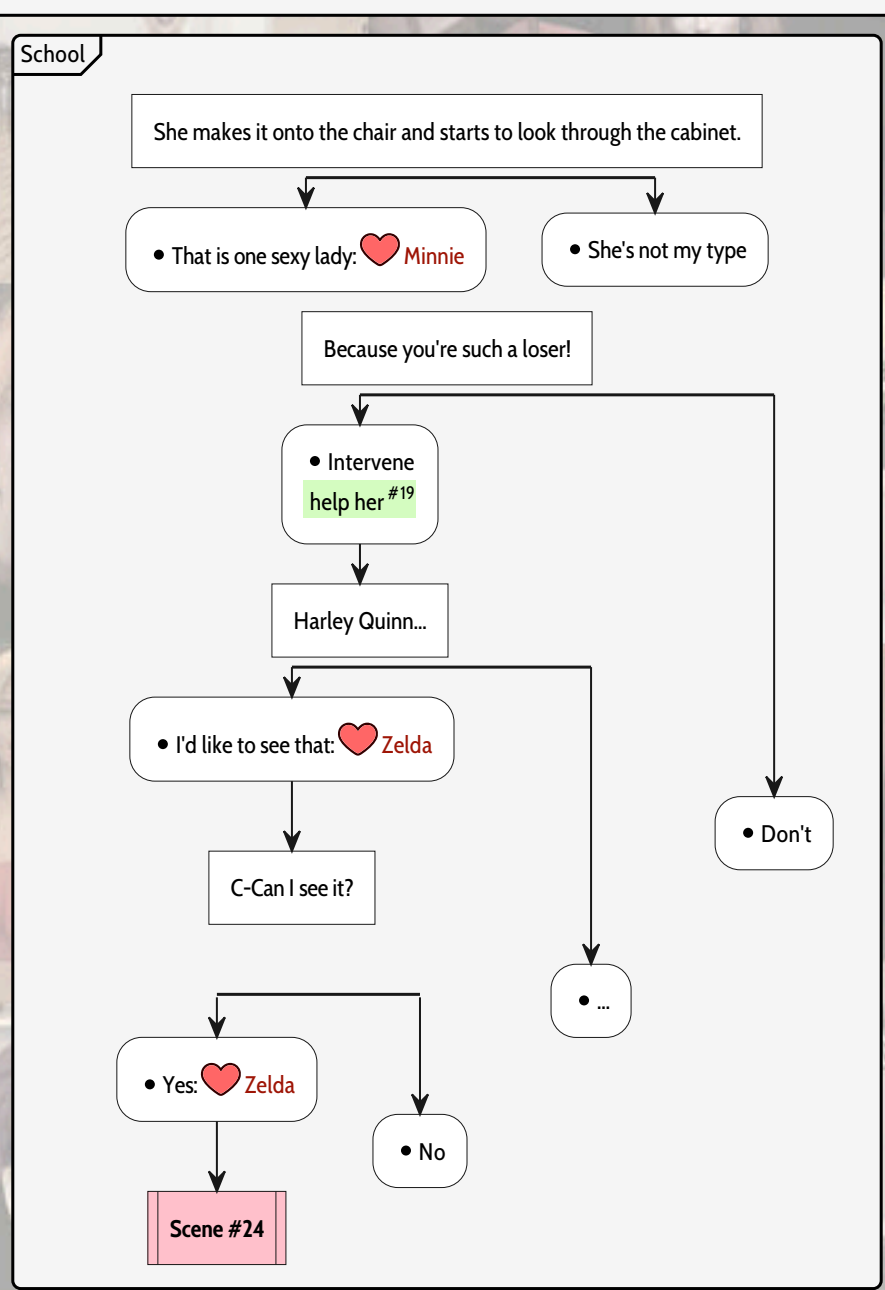 School
She makes it onto the chair and starts to look through the cabinet.
• That is one sexy lady: Minnie
• She's not my type
Because you're such a loser!
• Intervene
help her #19
Harley Quinn...
• I'd like to see that: Zelda
• Don't
C-Can I see it?
• ...
• Yes: Zelda
• No
Scene #24